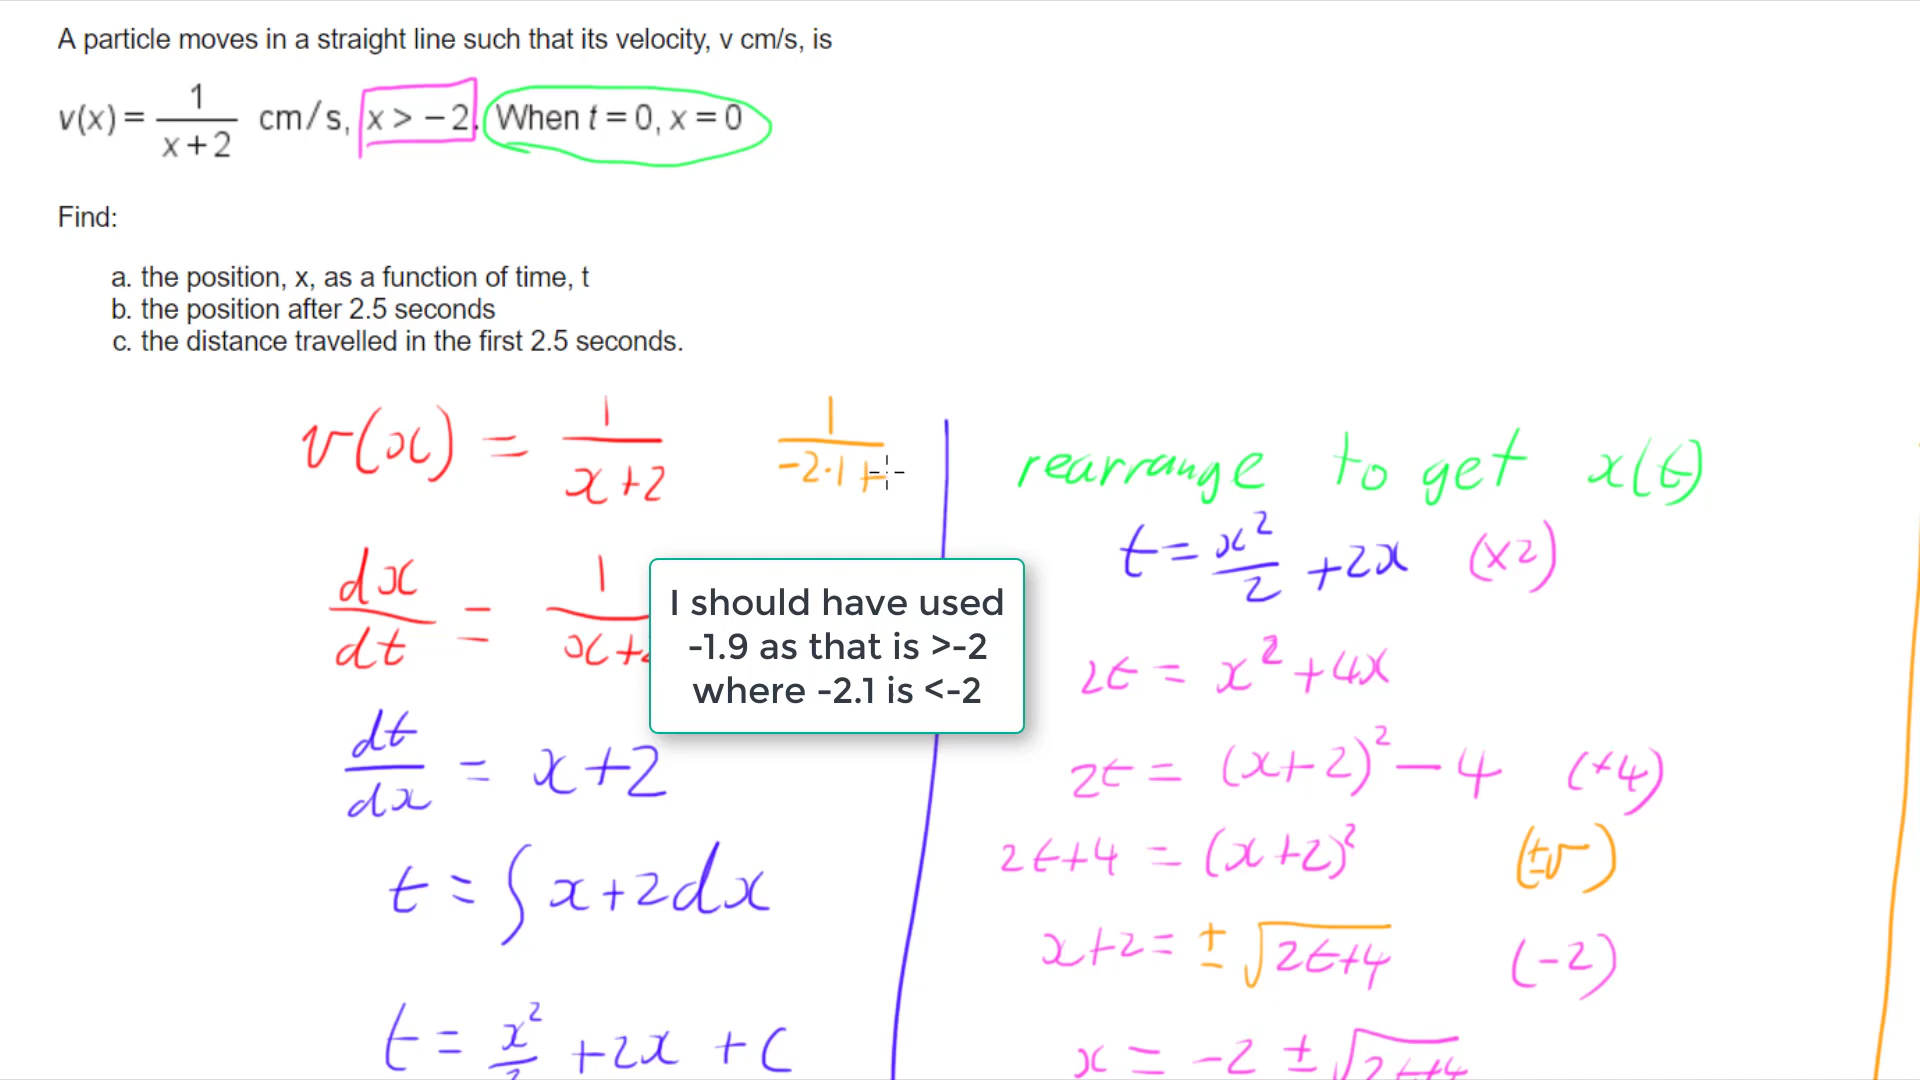 A particle moves in a straight line such that its velocity, v cm/s, is
v(x) = 1/(x+2) cm/s, x > −2. When t = 0, x = 0
Find:
a. the position, x, as a function of time, t
b. the position after 2.5 seconds
c. the distance travelled in the first 2.5 seconds.
v(x) = 1/(x+2)
1/(-2.1+
dx/dt = 1/(x+
I should have used
-1.9 as that is >-2
where -2.1 is <-2
dt/dx = x+2
t = ∫ x+2 dx
t = x²/2 + 2x + C
rearrange to get x(t)
t = x²/2 + 2x (x2)
2t = x² + 4x
2t = (x+2)² - 4 (+4)
2t+4 = (x+2)² (±√)
x+2 = ± √(2t+4) (-2)
x = -2 ± √(2t+4)